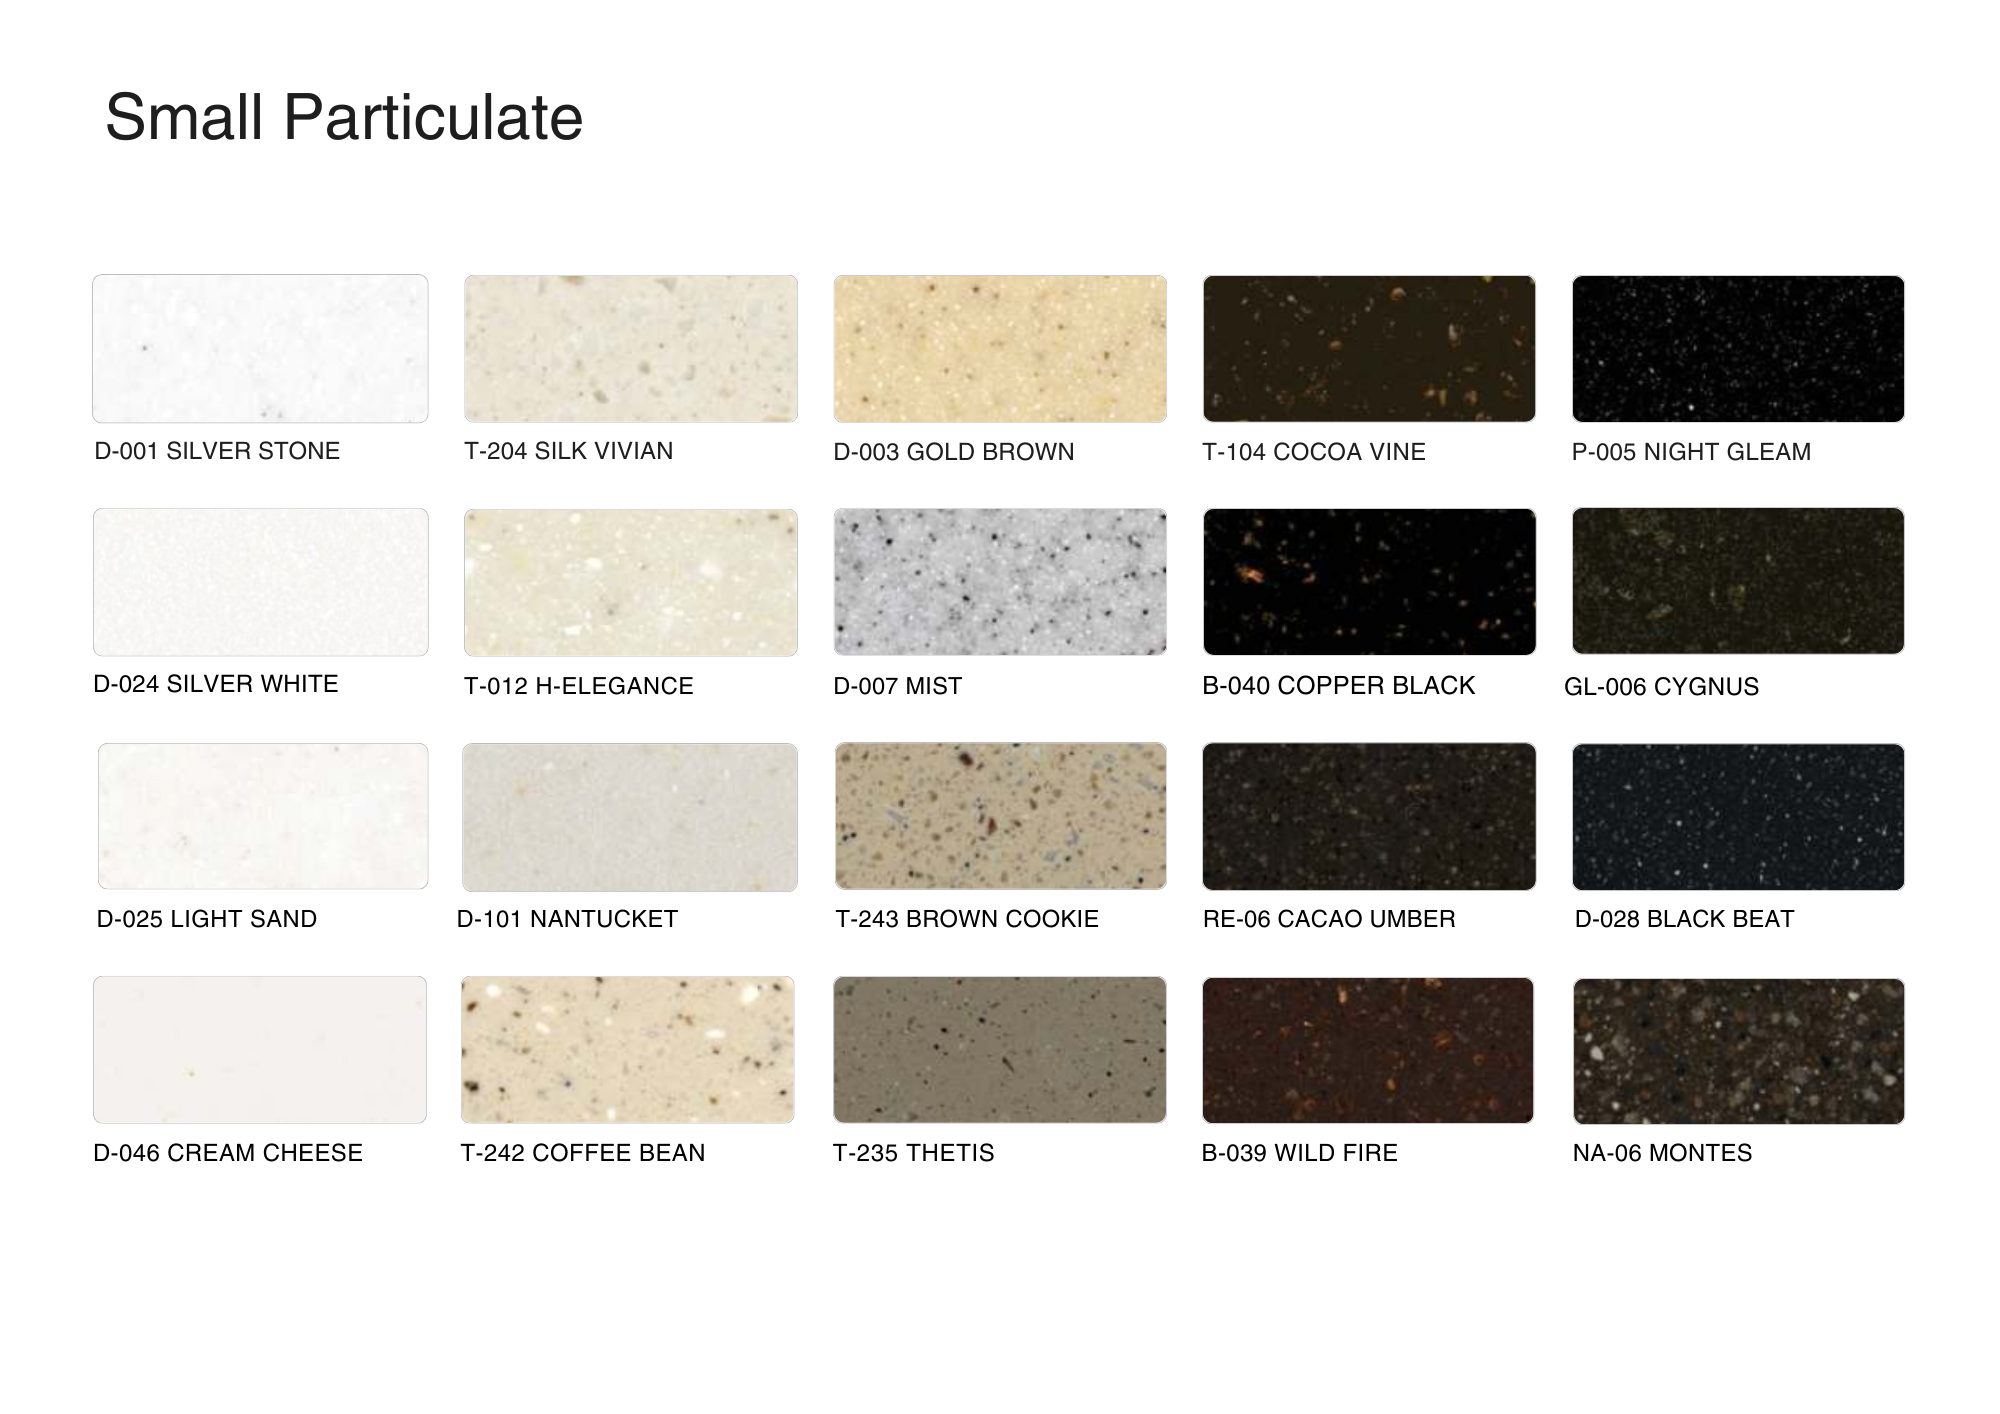 Small Particulate
D-001 SILVER STONE
T-204 SILK VIVIAN
D-003 GOLD BROWN
T-104 COCOA VINE
P-005 NIGHT GLEAM
D-024 SILVER WHITE
T-012 H-ELEGANCE
D-007 MIST
B-040 COPPER BLACK
GL-006 CYGNUS
D-025 LIGHT SAND
D-101 NANTUCKET
T-243 BROWN COOKIE
RE-06 CACAO UMBER
D-028 BLACK BEAT
D-046 CREAM CHEESE
T-242 COFFEE BEAN
T-235 THETIS
B-039 WILD FIRE
NA-06 MONTES